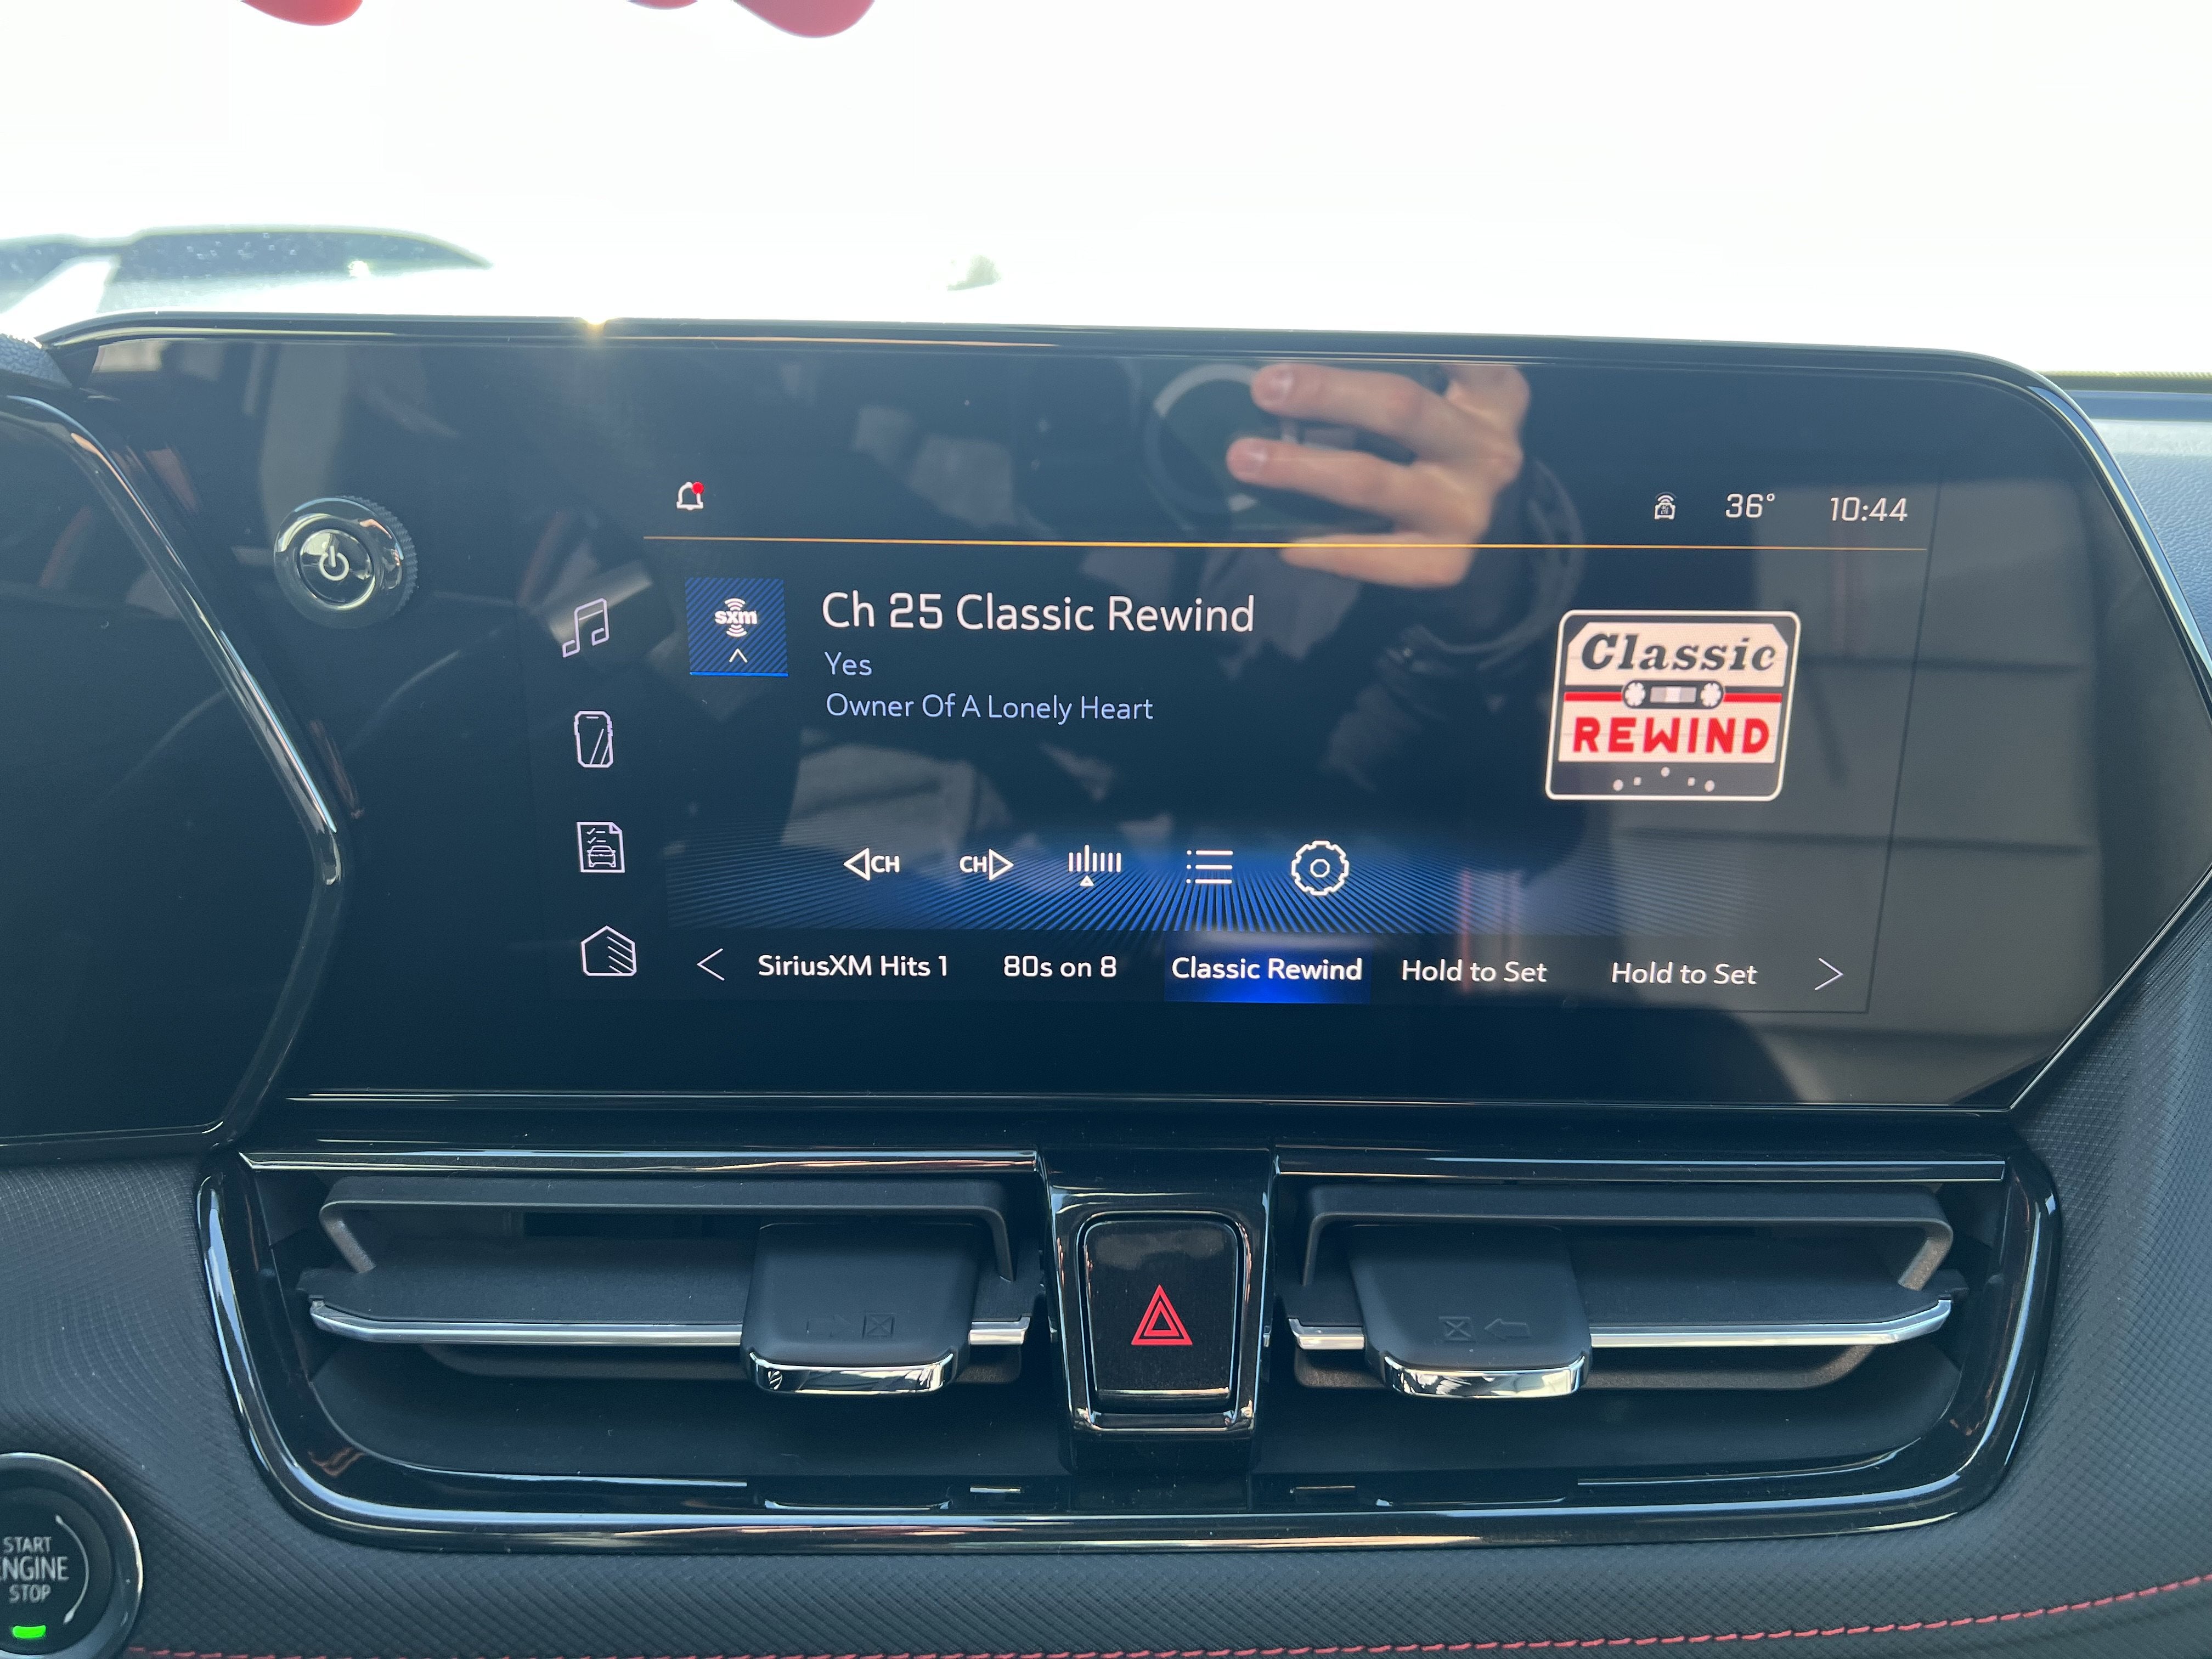 36° 10:44
sxm
Ch 25 Classic Rewind
Yes
Owner Of A Lonely Heart
Classic
REWIND
CH CH
SiriusXM Hits 1 80s on 8 Classic Rewind Hold to Set Hold to Set
START
ENGINE
STOP